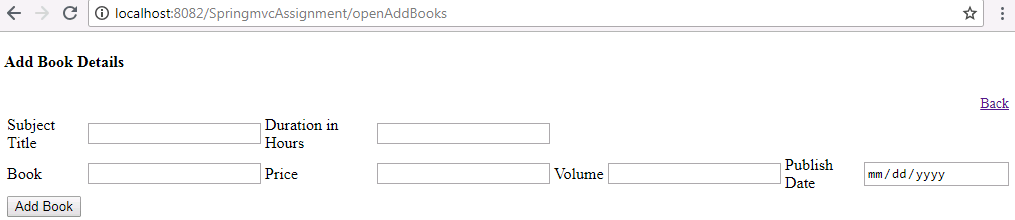 localhost:8082/SpringmvcAssignment/openAddBooks
Add Book Details
Back
Subject Title Duration in Hours
Book Price Volume Publish Date mm/dd/yyyy
Add Book